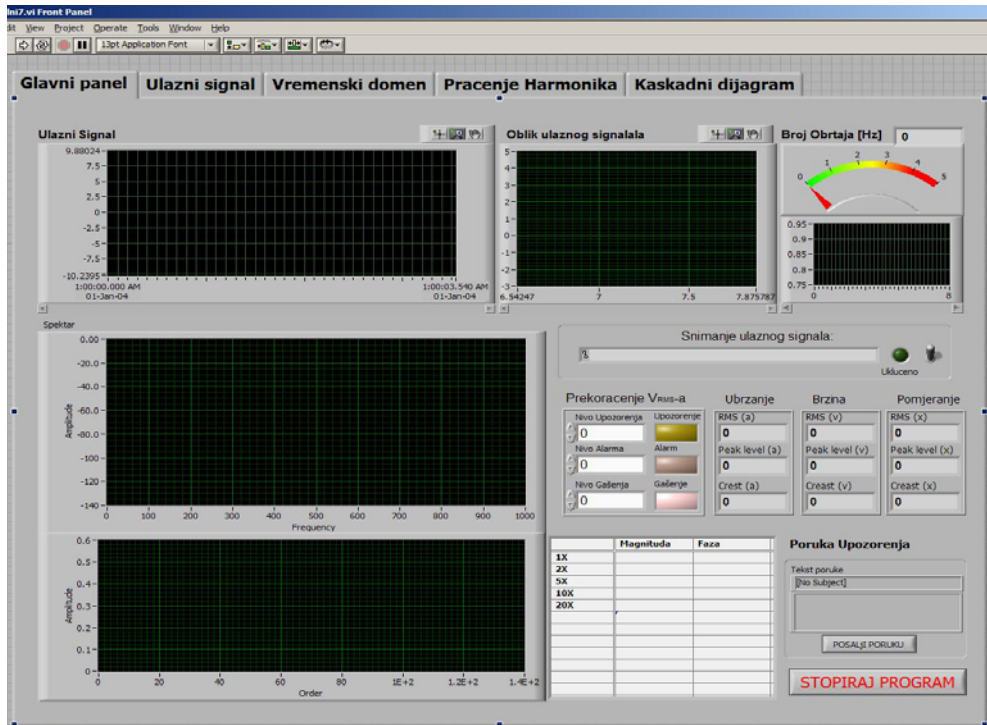 lni7.vi Front Panel
dit View Project Operate Tools Window Help
13pt Application Font
Glavni panel Ulazni signal Vremenski domen Pracenje Harmonika Kaskadni dijagram
Ulazni Signal
9.88024
7.5
5
2.5
0
-2.5
-5
-7.5
-10.2395
1:00:00.000 AM 1:00:03.540 AM
01-Jan-04 01-Jan-04
Oblik ulaznog signalala
5
4
3
2
1
0
-1
-2
-3
6.54247 7 7.5 7.875787
Broj Obrtaja [Hz] 0
0 1 2 3 4 5
0.95
0.9
0.85
0.8
0.75
0 8
Spektar
Amplitude
0.00
-20.0
-40.0
-60.0
-80.0
-100
-120
-140
0 100 200 300 400 500 600 700 800 900 1000
Frequency
Amplitude
0.6
0.5
0.4
0.3
0.2
0.1
0
0 20 40 60 80 1E+2 1.2E+2 1.4E+2
Order
Snimanje ulaznog signala:
Ukluceno
Prekoracenje VRMS-a
Nivo Upozorenja Upozorenje
0
Nivo Alarma Alarm
0
Nivo Gašenja Gašenje
0
Ubrzanje Brzina Pomjeranje
RMS (a) RMS (v) RMS (x)
0 0 0
Peak level (a) Peak level (v) Peak level (x)
0 0 0
Crest (a) Creast (v) Creast (x)
0 0 0
Magnituda Faza
1X
2X
5X
10X
20X
Poruka Upozorenja
Tekst poruke
[No Subject]
POSALJI PORUKU
STOPIRAJ PROGRAM